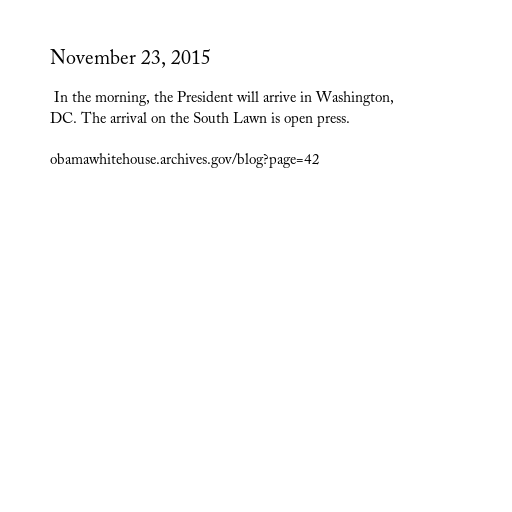 November 23, 2015
In the morning, the President will arrive in Washington,
DC. The arrival on the South Lawn is open press.
obamawhitehouse.archives.gov/blog?page=42